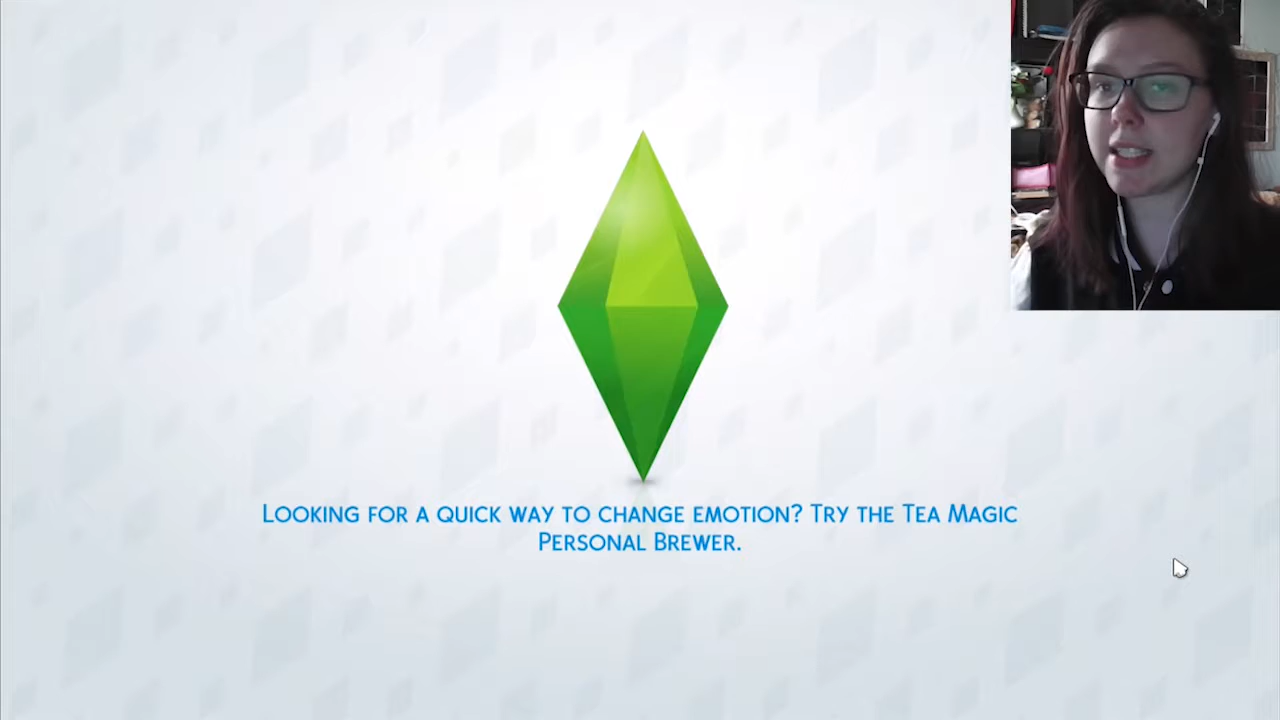 Looking for a quick way to change emotion? Try the Tea Magic
Personal Brewer.